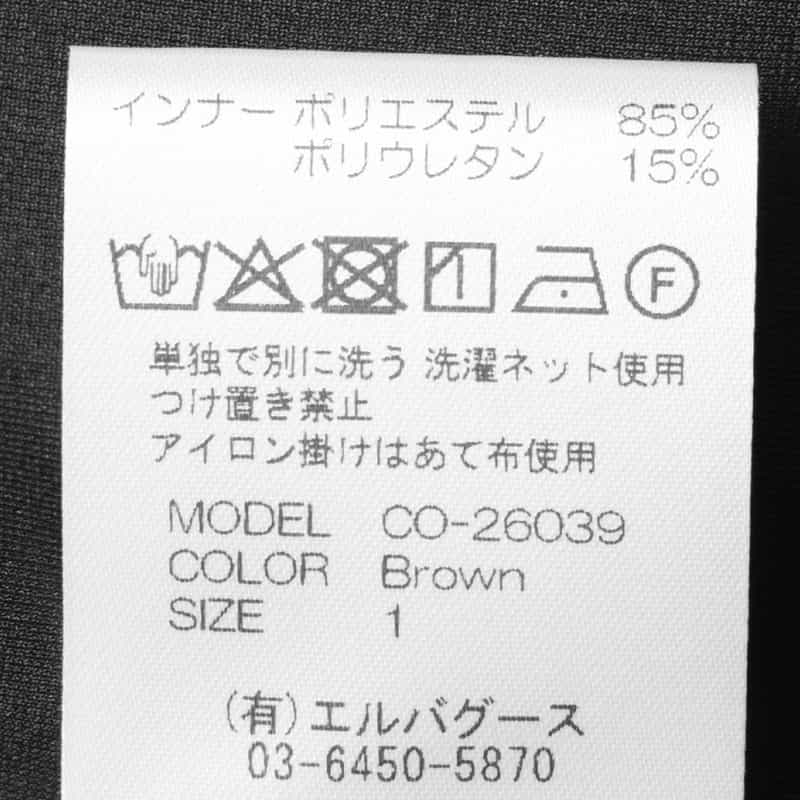 インナー ポリエステル 85%
ポリウレタン 15%
F
単独で別に洗う 洗濯ネット使用
つけ置き禁止
アイロン掛けはあて布使用
MODEL CO-26039
COLOR Brown
SIZE 1
(有)エルバグース
03-6450-5870